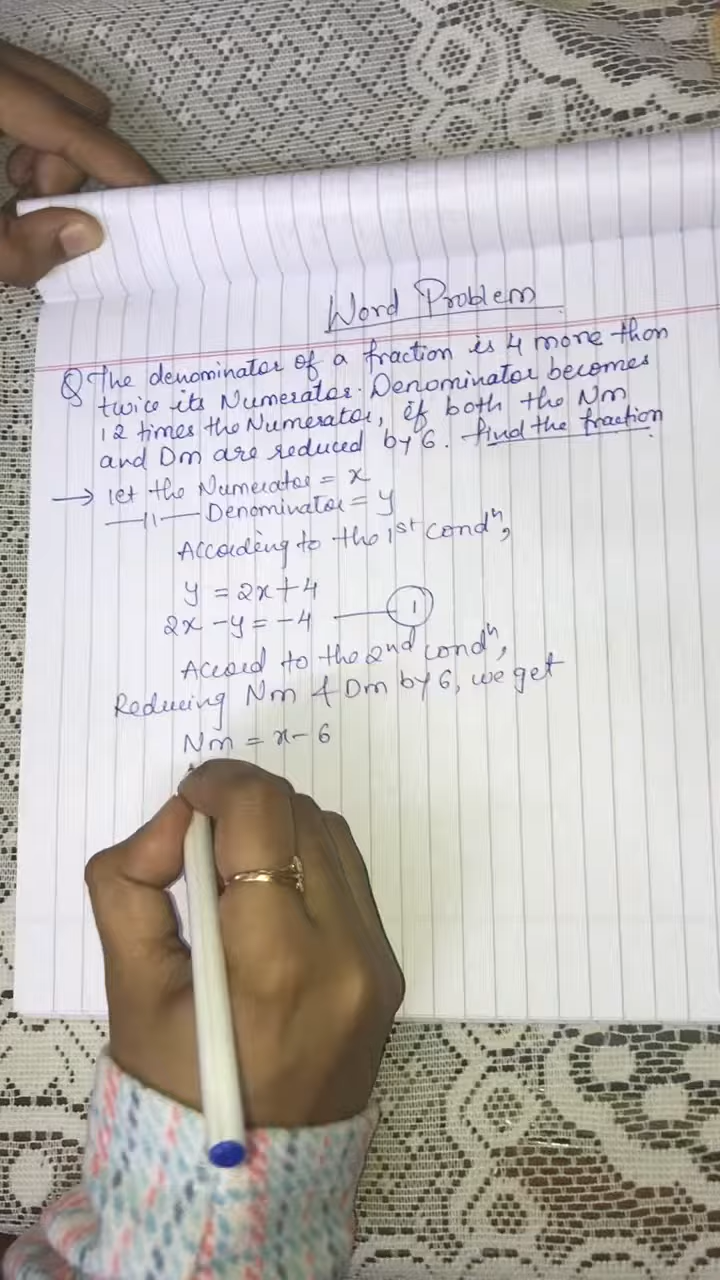 Word Problem
Q The denominator of a fraction is 4 more than
twice its Numerator. Denominator becomes
12 times the Numerator, if both the Nm
and Dm are reduced by 6. find the fraction
→ let the Numerator = x
—11— Denominator = y
According to the 1st condn,
y = 2x+4
2x - y = -4 —— 1
Accord to the 2nd condn,
Reducing Nm & Dm by 6, we get
Nm = x - 6